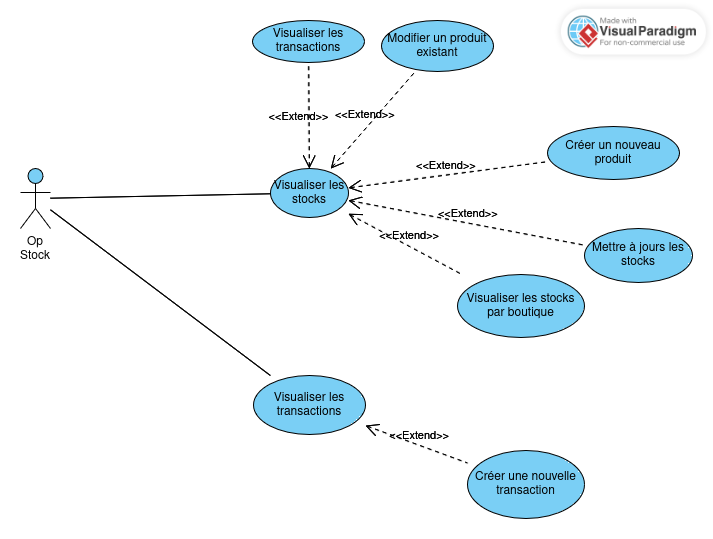 Made with
VisualParadigm
For non-commercial use
Visualiser les
transactions
Modifier un produit
existant
<<Extend>>
<<Extend>>
Créer un nouveau
produit
<<Extend>>
Visualiser les
stocks
<<Extend>>
Op
Stock
<<Extend>>
Mettre à jours les
stocks
Visualiser les stocks
par boutique
Visualiser les
transactions
<<Extend>>
Créer une nouvelle
transaction